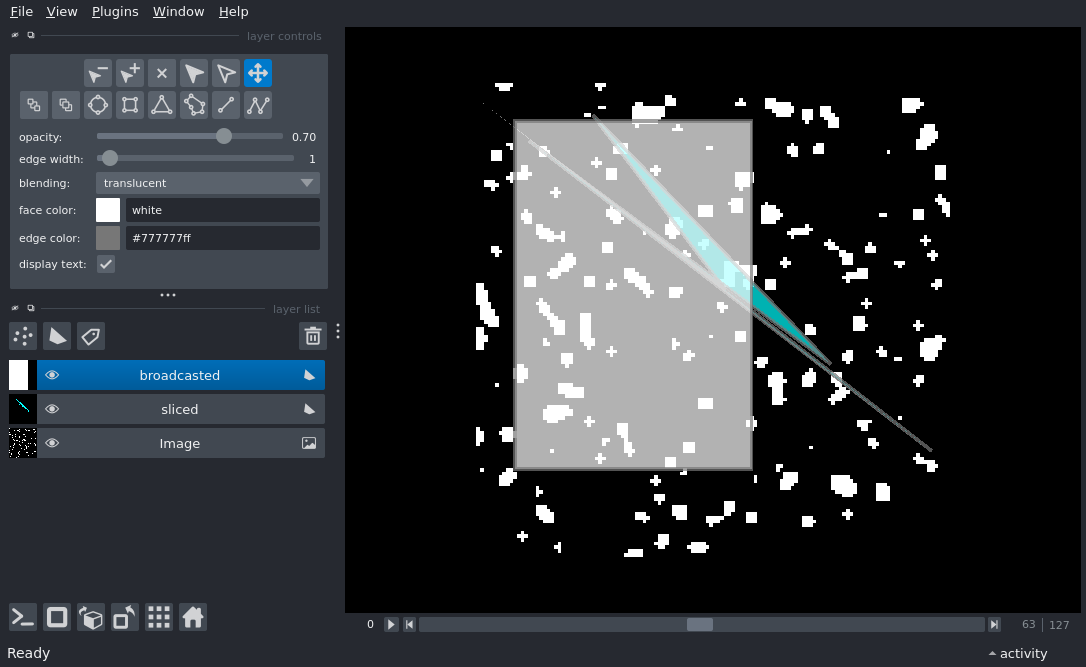 File View Plugins Window Help
layer controls
opacity: 0.70
edge width: 1
blending: translucent
face color: white
edge color: #777777ff
display text:
layer list
broadcasted
sliced
Image
0 63 127
Ready activity